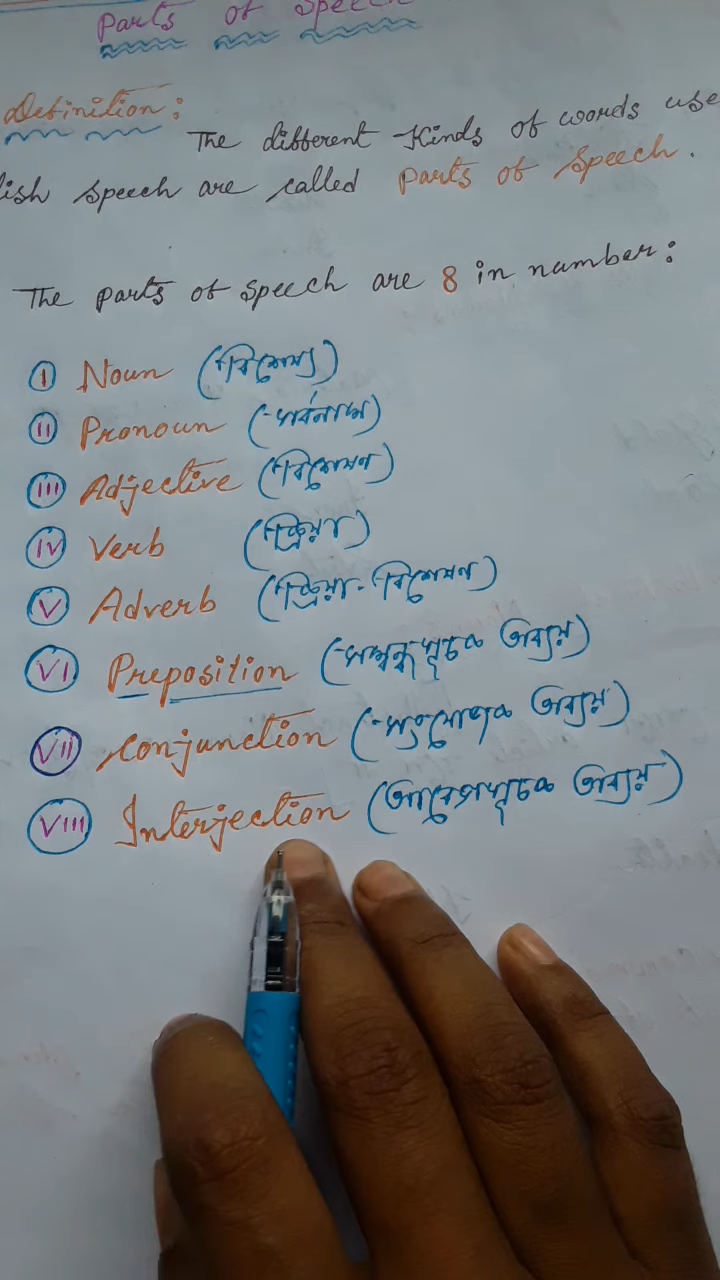 Parts of Speech
Definition:
The different kinds of words use
lish speech are called Parts of Speech.
The parts of speech are 8 in number:
I Noun (বিশেষ্য)
II Pronoun (সর্বনাম)
III Adjective (বিশেষণ)
IV Verb (ক্রিয়া)
V Adverb (ক্রিয়া-বিশেষণ)
VI Preposition (সম্বন্ধসূচক অব্যয়)
VII Conjunction (সংযোজক অব্যয়)
VIII Interjection (আবেগসূচক অব্যয়)